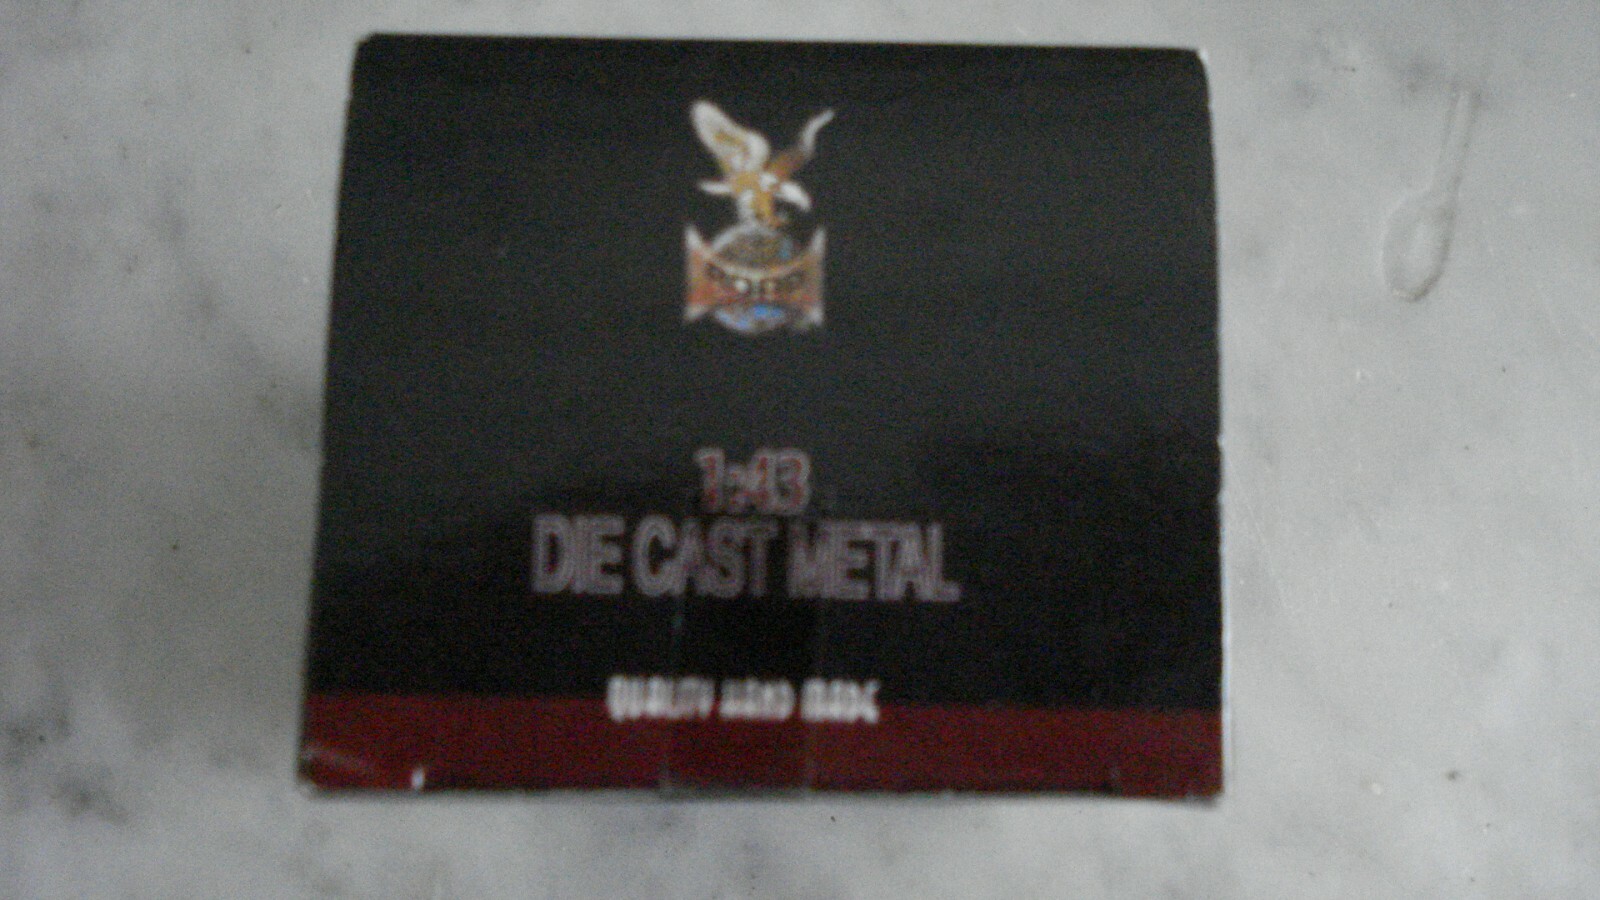 1:43
DIE CAST METAL
QUALITY HAND MADE